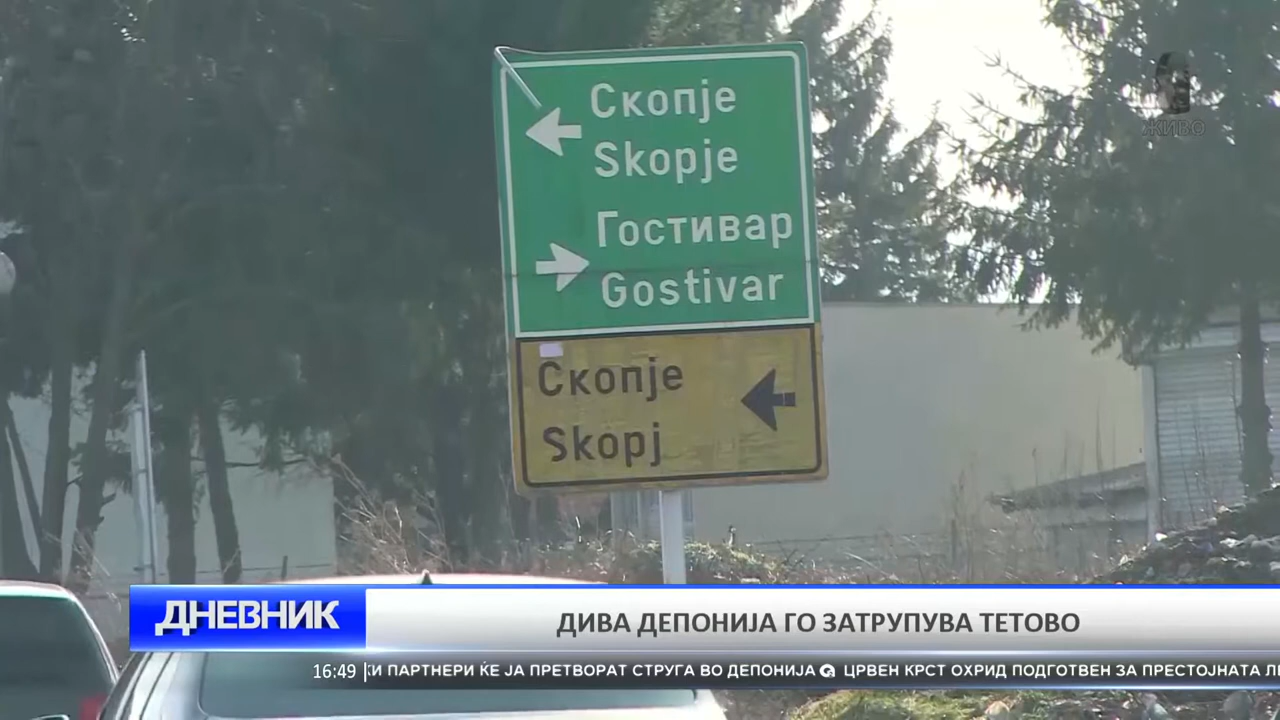 Скопје
Skopje
Гостивар
Gostivar
Скопје
Skopj
ЖИВО
ДНЕВНИК
ДИВА ДЕПОНИЈА ГО ЗАТРУПУВА ТЕТОВО
16:49
КИ ПАРТНЕРИ ЌЕ ЈА ПРЕТВОРАТ СТРУГА ВО ДЕПОНИЈА ЦРВЕН КРСТ ОХРИД ПОДГОТВЕН ЗА ПРЕСТОЈНАТА